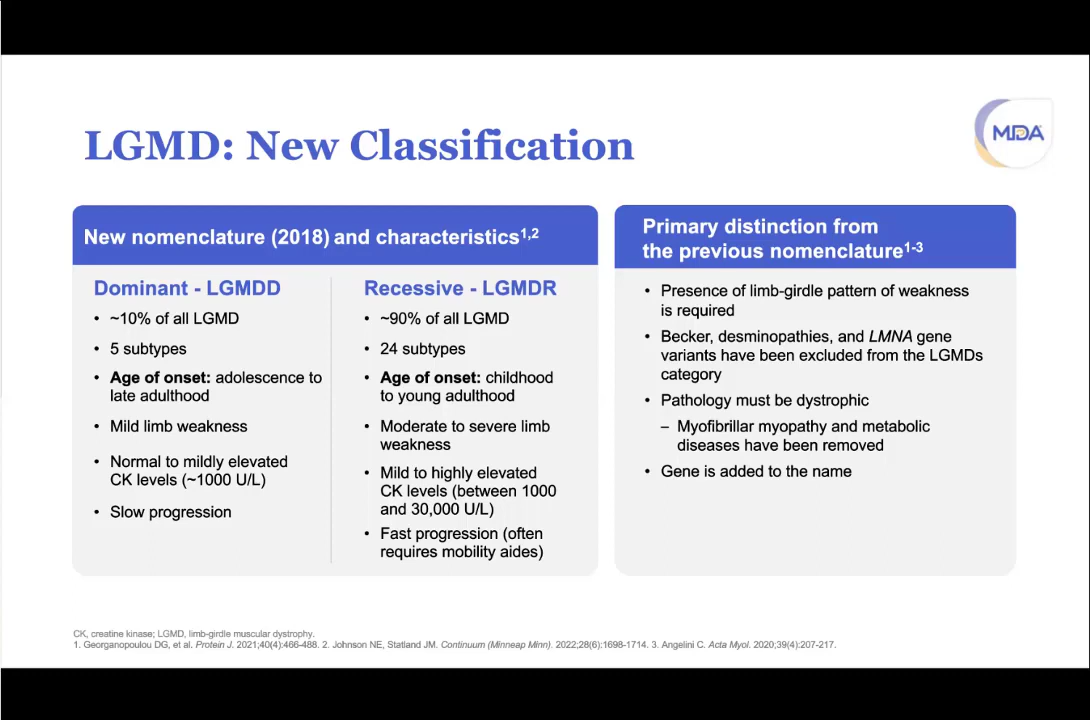 LGMD: New Classification
MDA
New nomenclature (2018) and characteristics1,2
Dominant - LGMDD
• ~10% of all LGMD
• 5 subtypes
• Age of onset: adolescence to
late adulthood
• Mild limb weakness
• Normal to mildly elevated
CK levels (~1000 U/L)
• Slow progression
Recessive - LGMDR
• ~90% of all LGMD
• 24 subtypes
• Age of onset: childhood
to young adulthood
• Moderate to severe limb
weakness
• Mild to highly elevated
CK levels (between 1000
and 30,000 U/L)
• Fast progression (often
requires mobility aides)
Primary distinction from
the previous nomenclature1-3
• Presence of limb-girdle pattern of weakness
is required
• Becker, desminopathies, and LMNA gene
variants have been excluded from the LGMDs
category
• Pathology must be dystrophic
– Myofibrillar myopathy and metabolic
diseases have been removed
• Gene is added to the name
CK, creatine kinase; LGMD, limb-girdle muscular dystrophy.
1. Georganopoulou DG, et al. Protein J. 2021;40(4):466-488. 2. Johnson NE, Statland JM. Continuum (Minneap Minn). 2022;28(6):1698-1714. 3. Angelini C. Acta Myol. 2020;39(4):207-217.